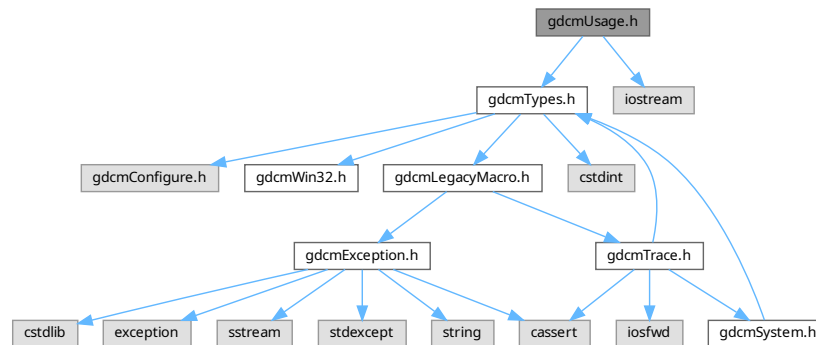 gdcmUsage.h
gdcmTypes.h
iostream
gdcmConfigure.h
gdcmWin32.h
gdcmLegacyMacro.h
cstdint
gdcmException.h
gdcmTrace.h
cstdlib
exception
sstream
stdexcept
string
cassert
iosfwd
gdcmSystem.h